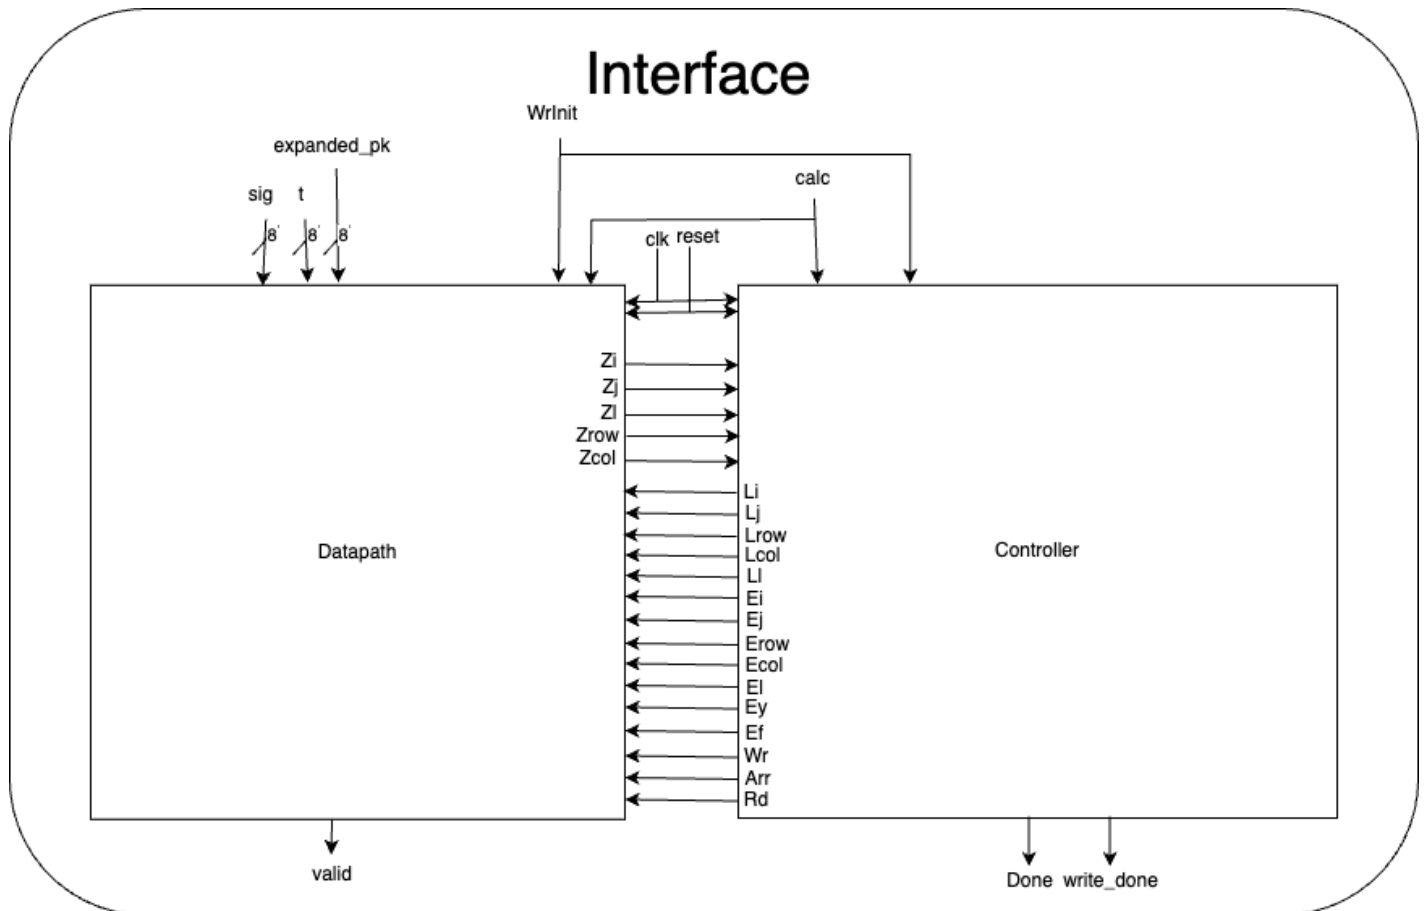 Interface
WrInit
expanded_pk
calc
sig
t
8'
8'
8'
clk
reset
Zi
Zj
Zl
Zrow
Zcol
Li
Lj
Lrow
Lcol
Ll
Ei
Ej
Erow
Ecol
El
Ey
Ef
Wr
Arr
Rd
Datapath
Controller
valid
Done
write_done